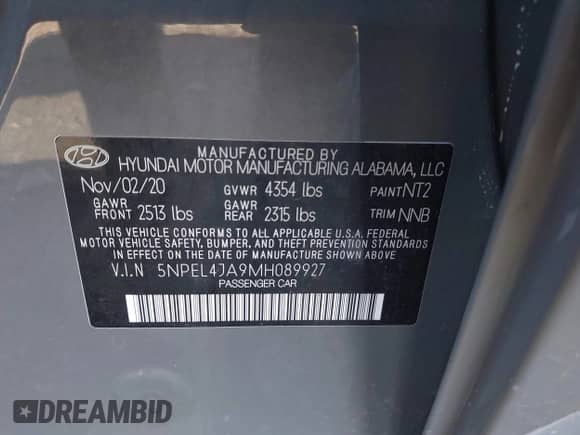 MANUFACTURED BY
HYUNDAI MOTOR MANUFACTURING ALABAMA, LLC
Nov/02/20 GVWR 4354 lbs PAINT NT2
GAWR FRONT 2513 lbs GAWR REAR 2315 lbs TRIM NNB
THIS VEHICLE CONFORMS TO ALL APPLICABLE U.S.A. FEDERAL
MOTOR VEHICLE SAFETY, BUMPER, AND THEFT PREVENTION STANDARDS
IN EFFECT ON THE DATE OF MANUFACTURE SHOWN ABOVE
V.I.N 5NPEL4JA9MH089927
PASSENGER CAR
DREAMBID